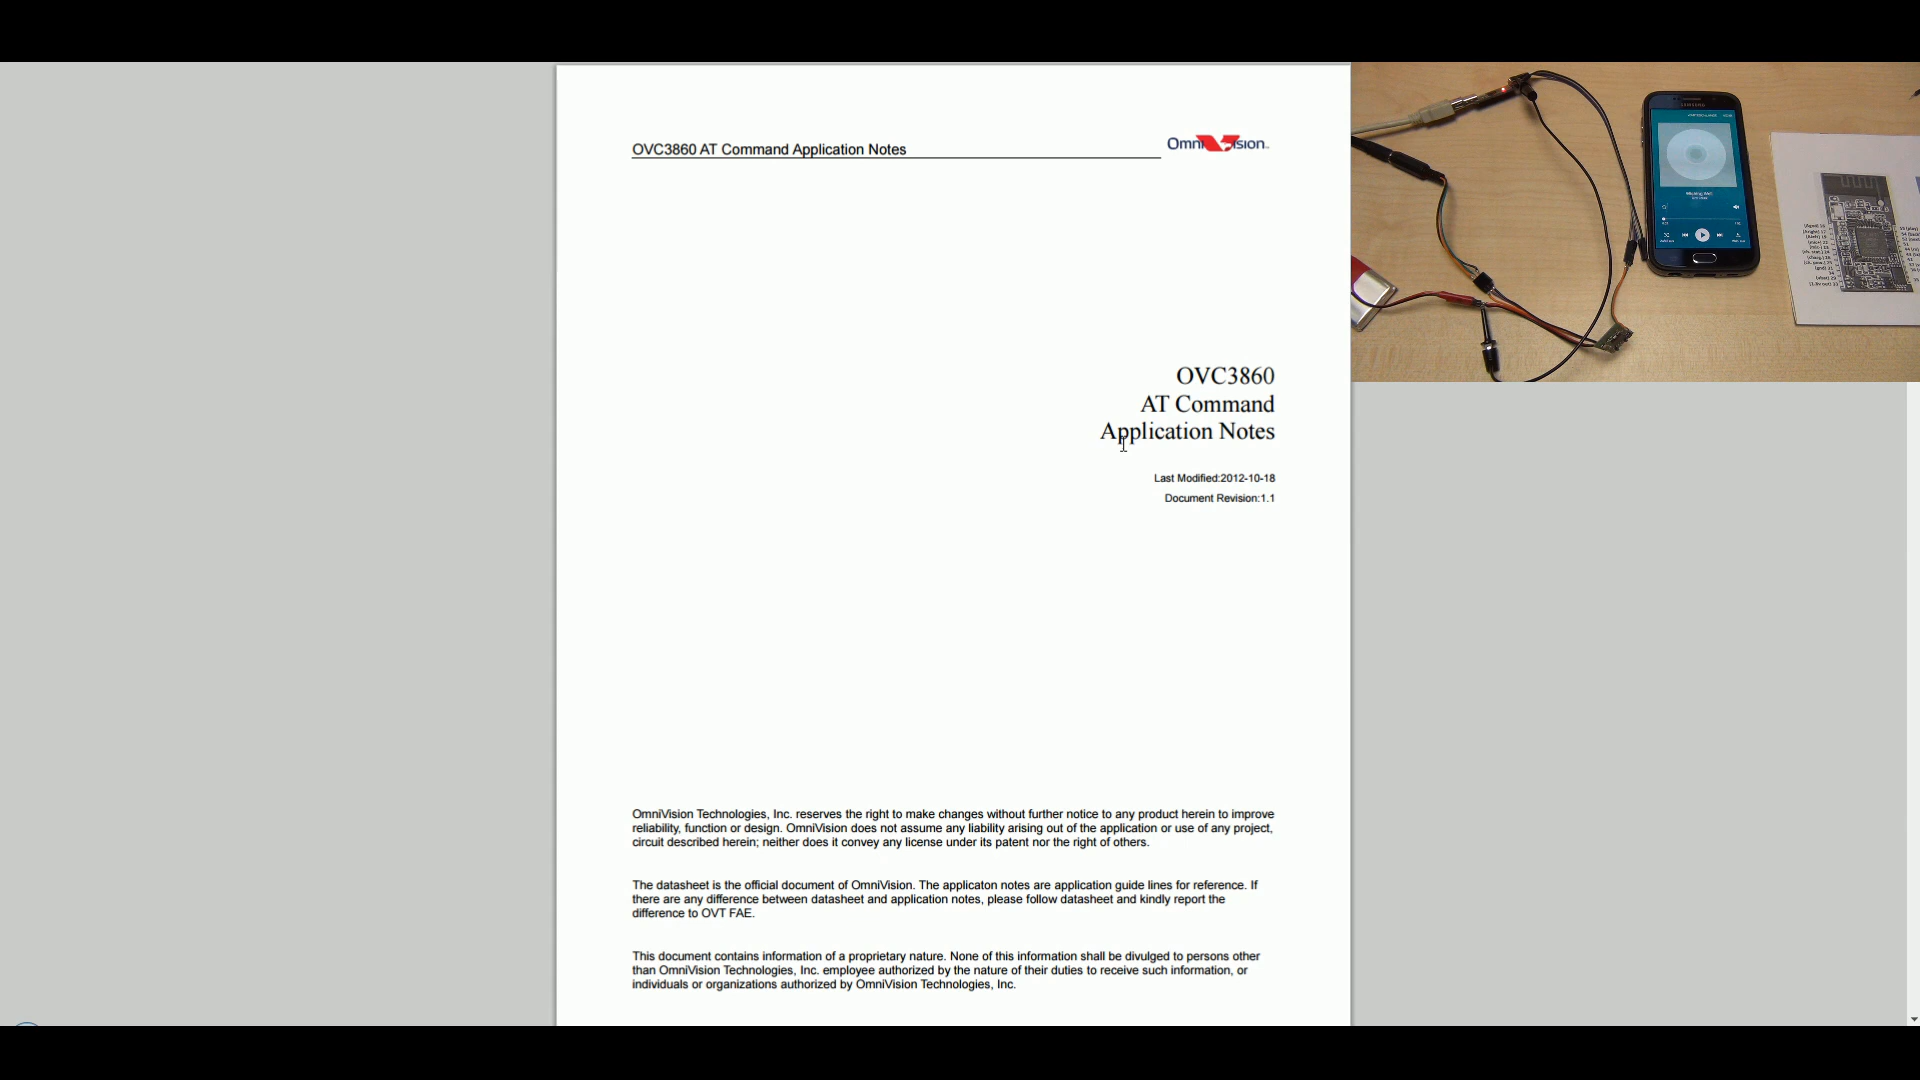 OVC3860 AT Command Application Notes
OmniVision
OVC3860
AT Command
Application Notes
Last Modified:2012-10-18
Document Revision:1.1
OmniVision Technologies, Inc. reserves the right to make changes without further notice to any product herein to improve
reliability, function or design. OmniVision does not assume any liability arising out of the application or use of any project,
circuit described herein; neither does it convey any license under its patent nor the right of others.
The datasheet is the official document of OmniVision. The applicaton notes are application guide lines for reference. If
there are any difference between datasheet and application notes, please follow datasheet and kindly report the
difference to OVT FAE.
This document contains information of a proprietary nature. None of this information shall be divulged to persons other
than OmniVision Technologies, Inc. employee authorized by the nature of their duties to receive such information, or
individuals or organizations authorized by OmniVision Technologies, Inc.
SAMSUNG